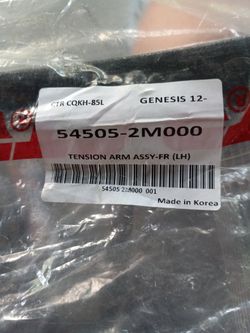 CTR CQKH-85L GENESIS 12-
54505-2M000
TENSION ARM ASSY-FR (LH)
54505 2M000 001
Made in Korea